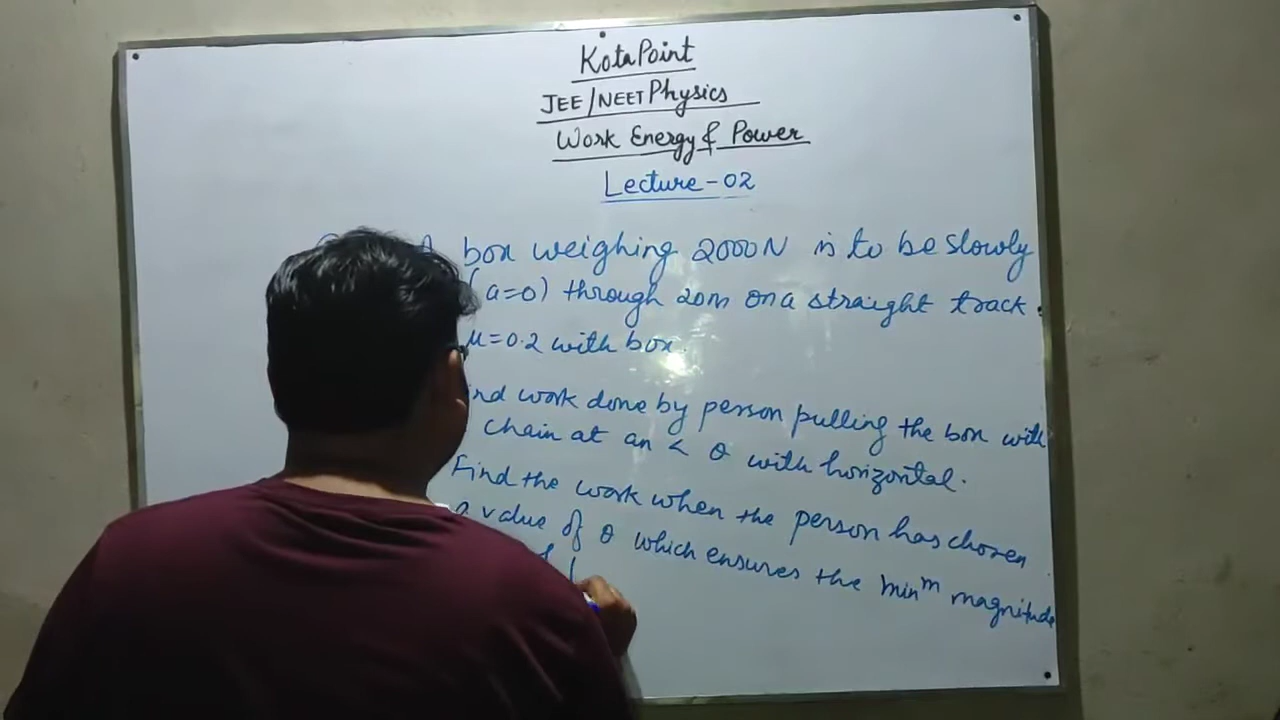 KotaPoint
JEE/NEET Physics
Work Energy & Power
Lecture-02
box weighing 2000N is to be slowly
(a=0) through 20m on a straight track.
μ=0.2 with box.
work done by person pulling the box with
chain at an < θ with horizontal.
Find the work when the person has chosen
a value of θ which ensures the minᵐ magnitude